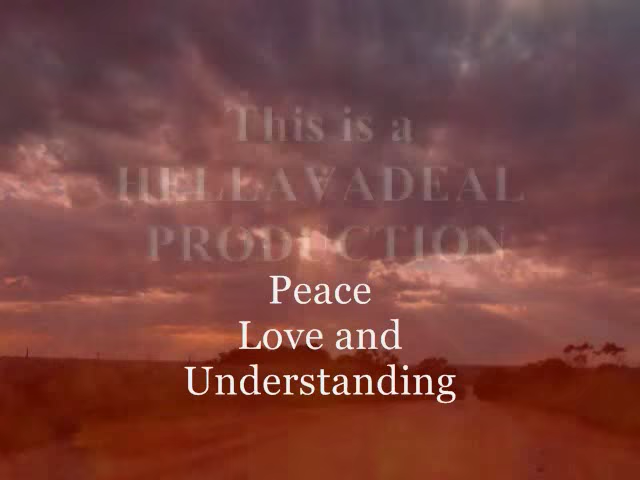 This is a
HELLAVADEAL
PRODUCTION
Peace
Love and
Understanding